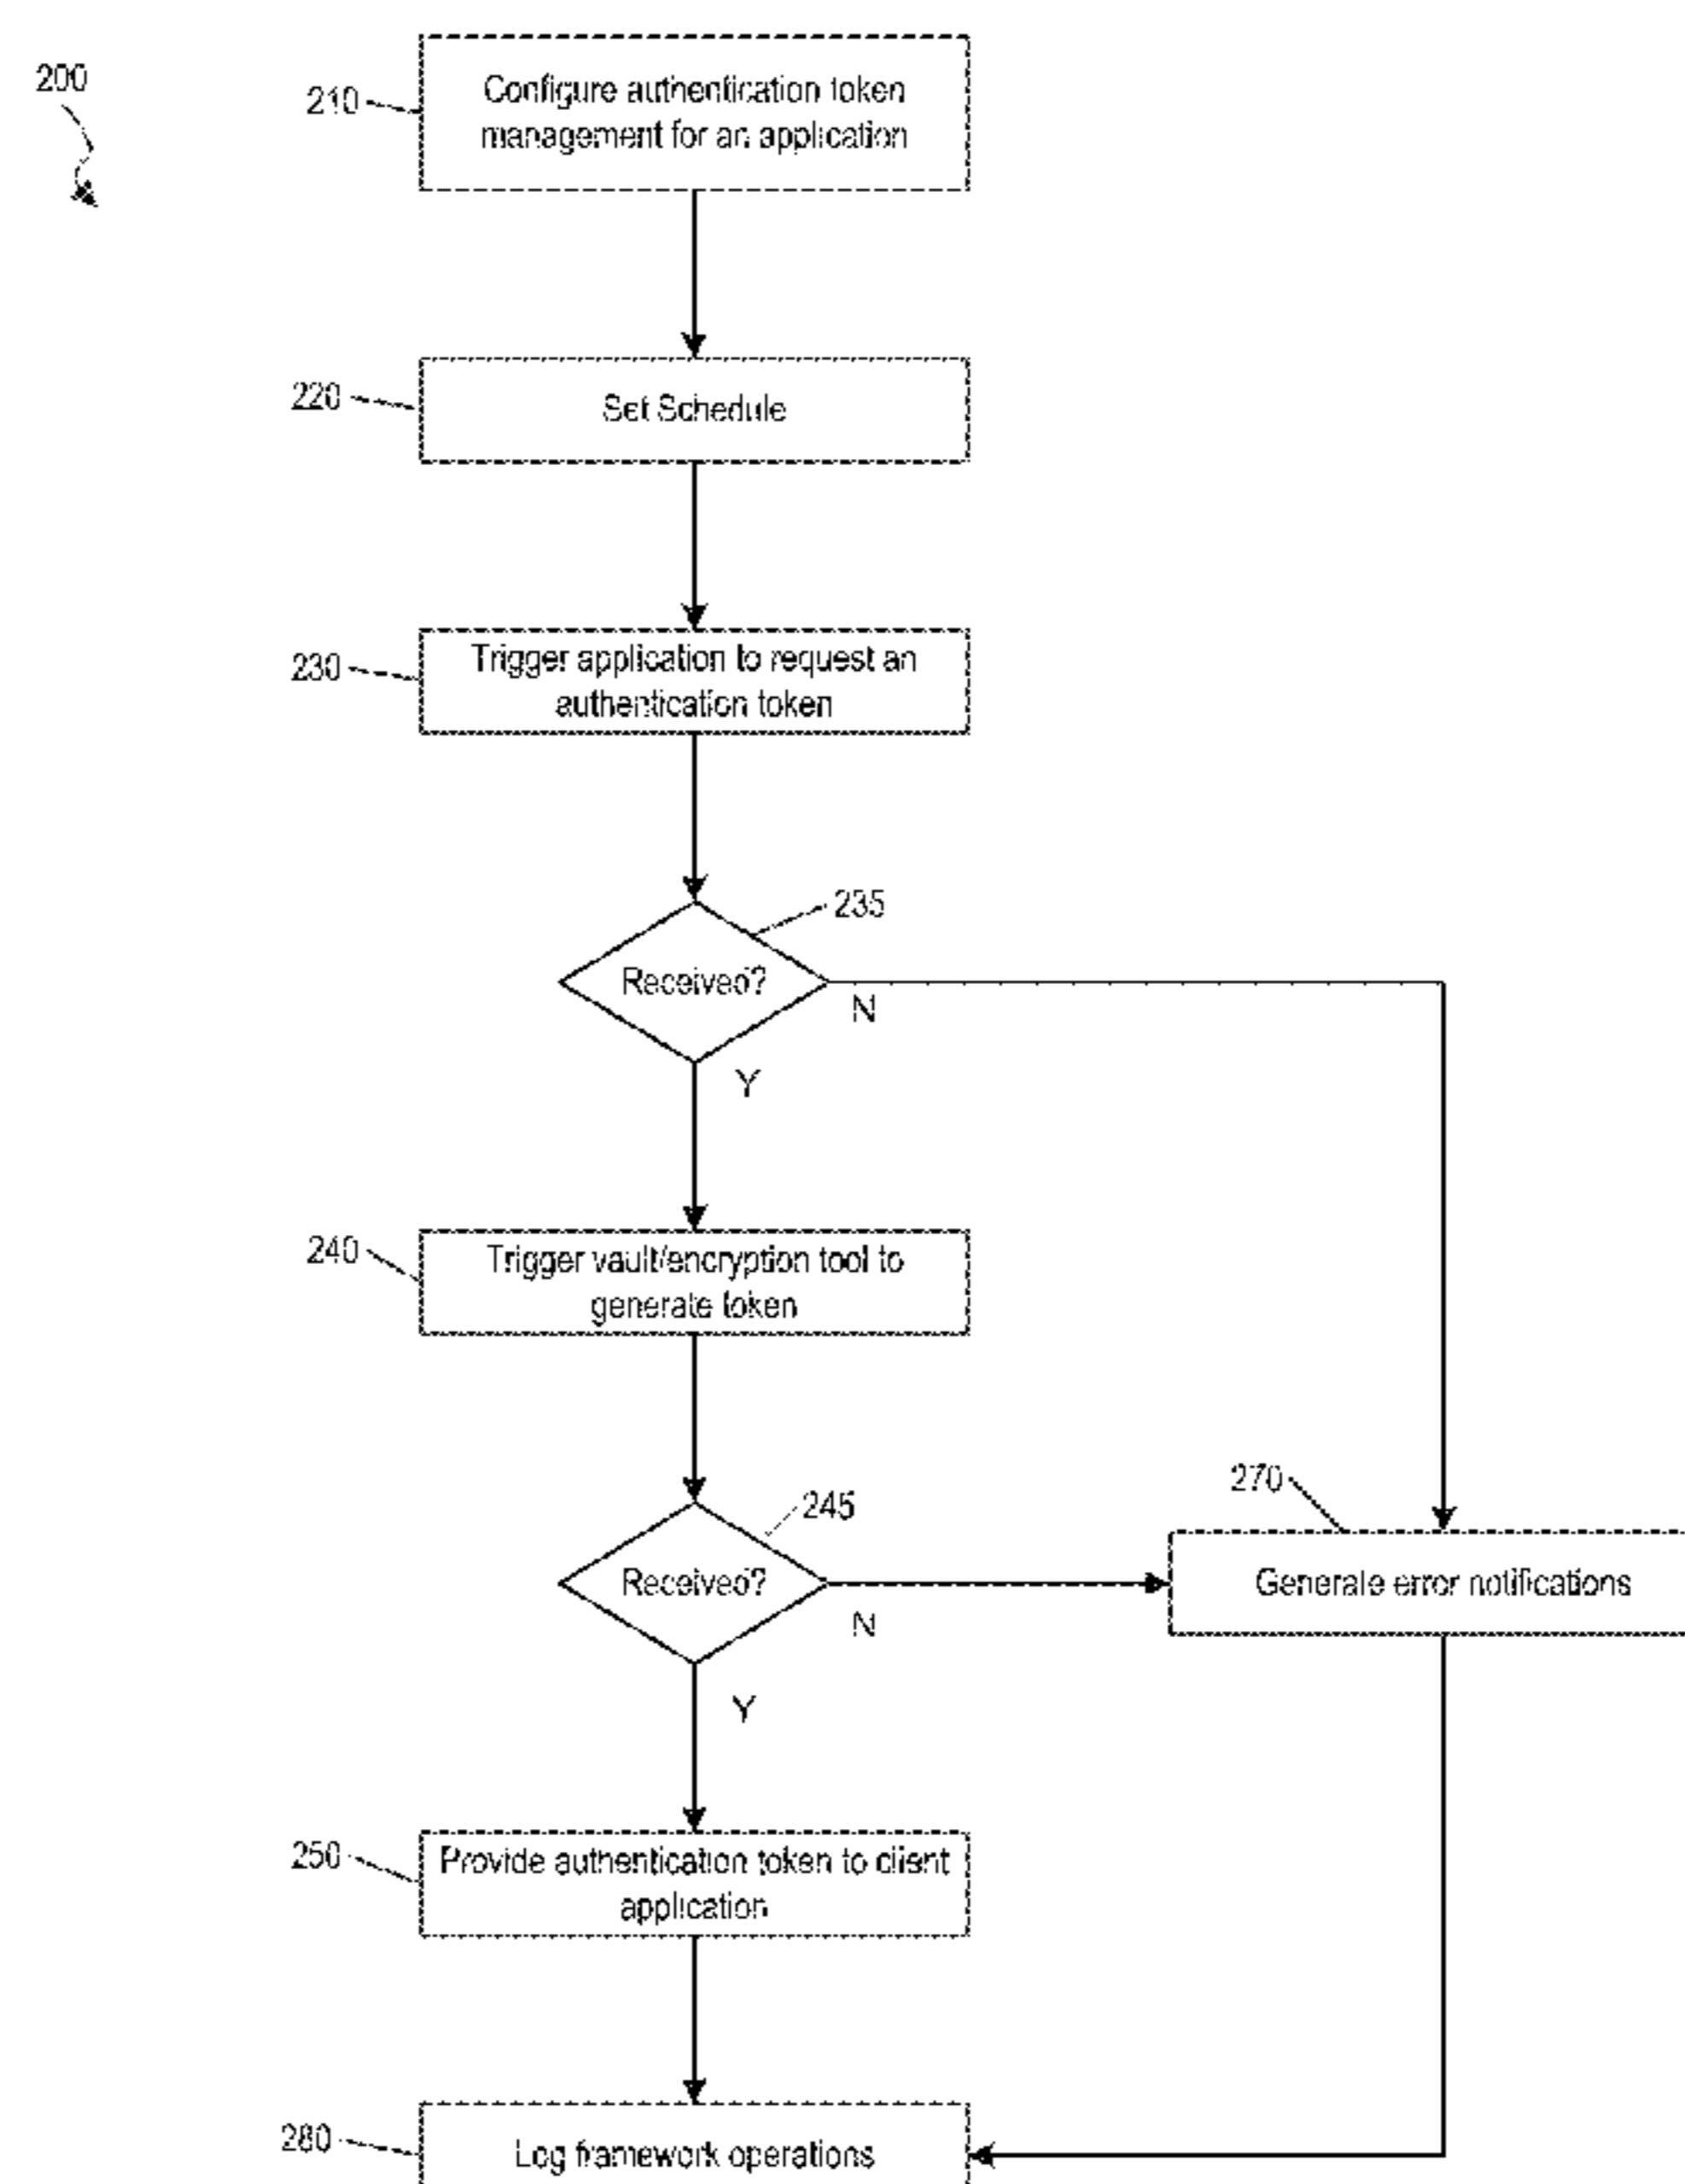 200
210
Configure authentication token
management for an application
220
Set Schedule
230
Trigger application to request an
authentication token
235
Received?
N
Y
240
Trigger vault/encryption tool to
generate token
245
Received?
N
Y
270
Generate error notifications
250
Provide authentication token to client
application
280
Log framework operations